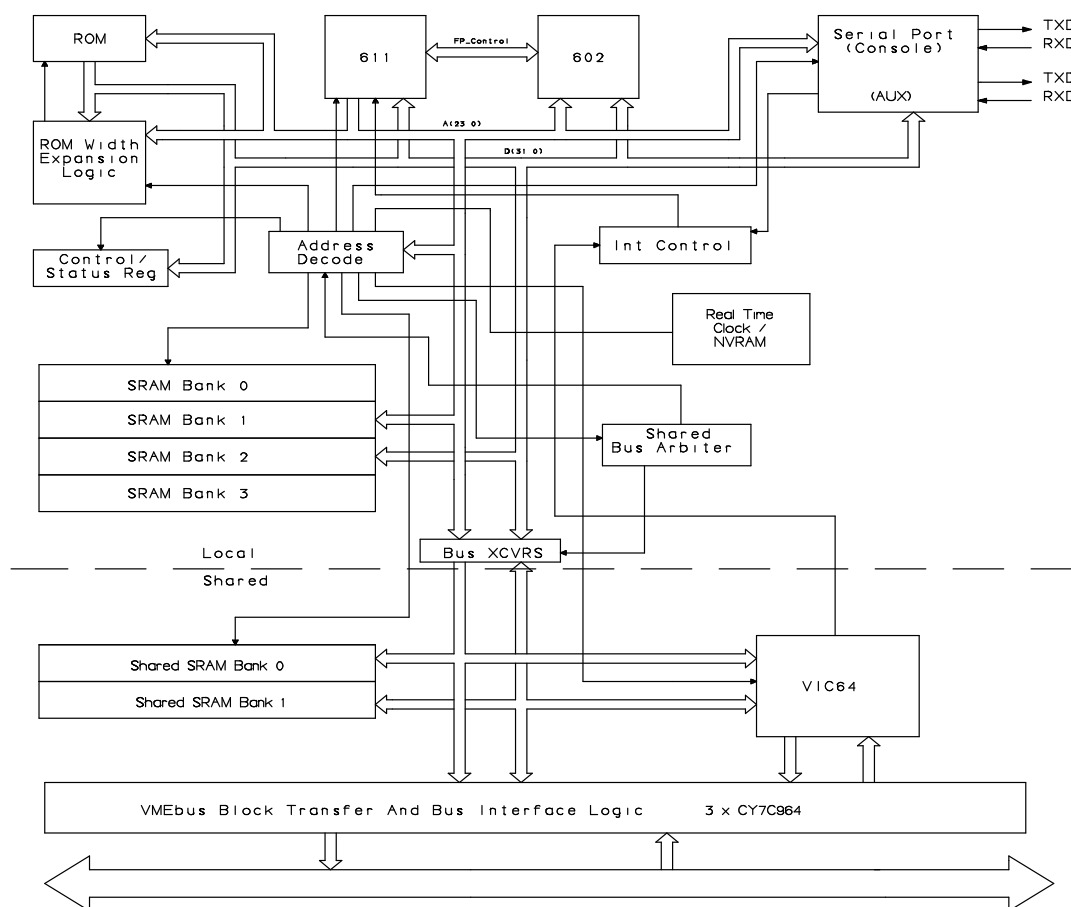 ROM
611
FP_Control
602
Serial Port
(Console)
(AUX)
TXD
RXD
TXD
RXD
ROM Width
Expansion
Logic
A(23 0)
D(31 0)
Control/
Status Reg
Address
Decode
Int Control
Real Time
Clock /
NVRAM
SRAM Bank 0
SRAM Bank 1
SRAM Bank 2
SRAM Bank 3
Shared
Bus Arbiter
Bus XCVRS
Local
Shared
Shared SRAM Bank 0
Shared SRAM Bank 1
VIC64
VMEbus Block Transfer And Bus Interface Logic 3 x CY7C964